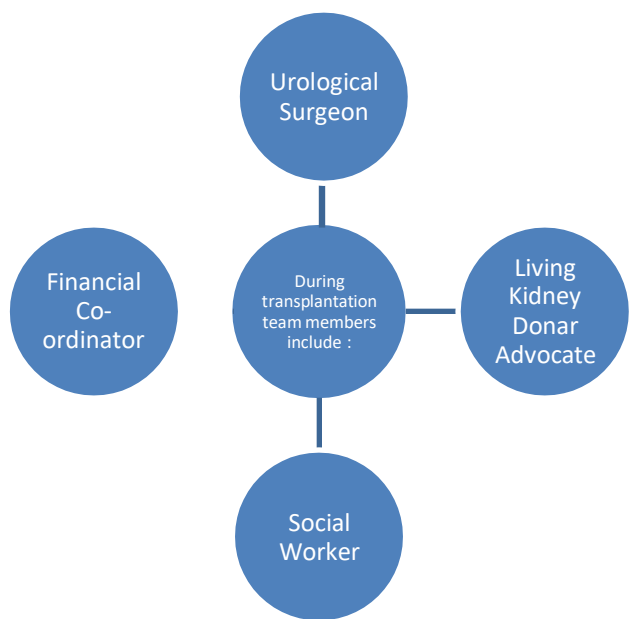 Urological
Surgeon
Financial
Co-
ordinator
During
transplantation
team members
include :
Living
Kidney
Donar
Advocate
Social
Worker